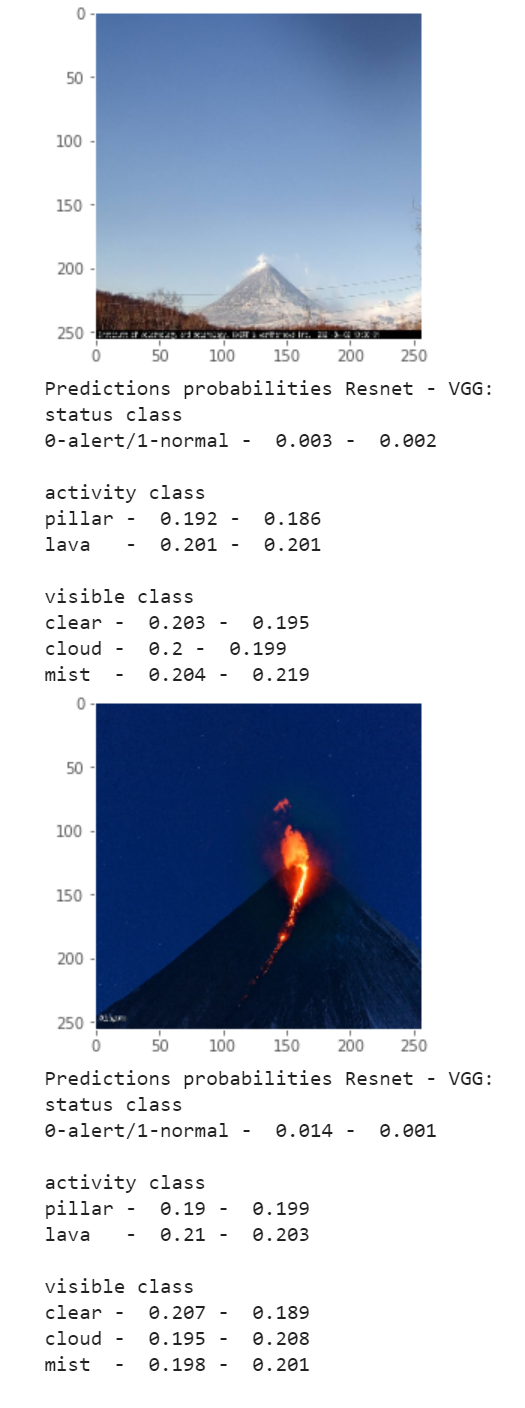 0
50
100
150
200
250
0 50 100 150 200 250
Predictions probabilities Resnet - VGG:
status class
0-alert/1-normal - 0.003 - 0.002
activity class
pillar - 0.192 - 0.186
lava - 0.201 - 0.201
visible class
clear - 0.203 - 0.195
cloud - 0.2 - 0.199
mist - 0.204 - 0.219
0
50
100
150
200
250
0 50 100 150 200 250
Predictions probabilities Resnet - VGG:
status class
0-alert/1-normal - 0.014 - 0.001
activity class
pillar - 0.19 - 0.199
lava - 0.21 - 0.203
visible class
clear - 0.207 - 0.189
cloud - 0.195 - 0.208
mist - 0.198 - 0.201